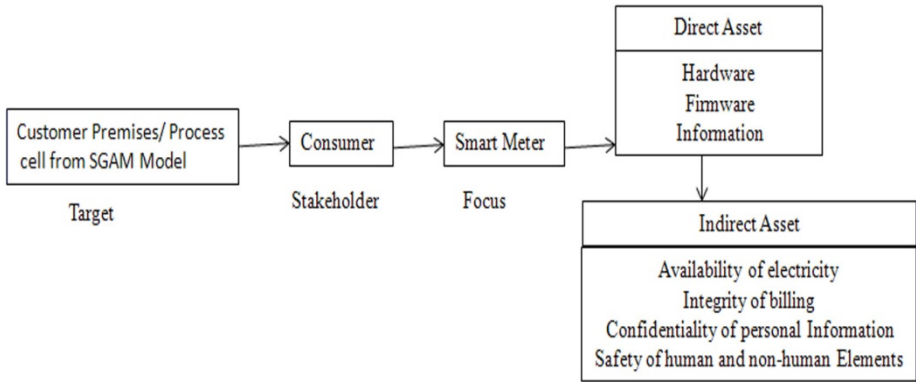 Direct Asset
Hardware
Firmware
Information
Customer Premises/ Process
cell from SGAM Model
Consumer
Smart Meter
Target
Stakeholder
Focus
Indirect Asset
Availability of electricity
Integrity of billing
Confidentiality of personal Information
Safety of human and non-human Elements